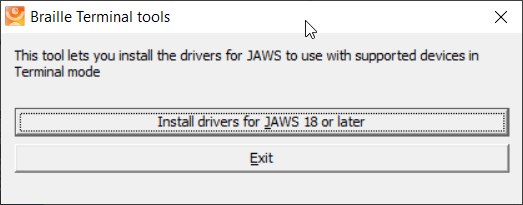 Braille Terminal tools
This tool lets you install the drivers for JAWS to use with supported devices in
Terminal mode
Install drivers for JAWS 18 or later
Exit